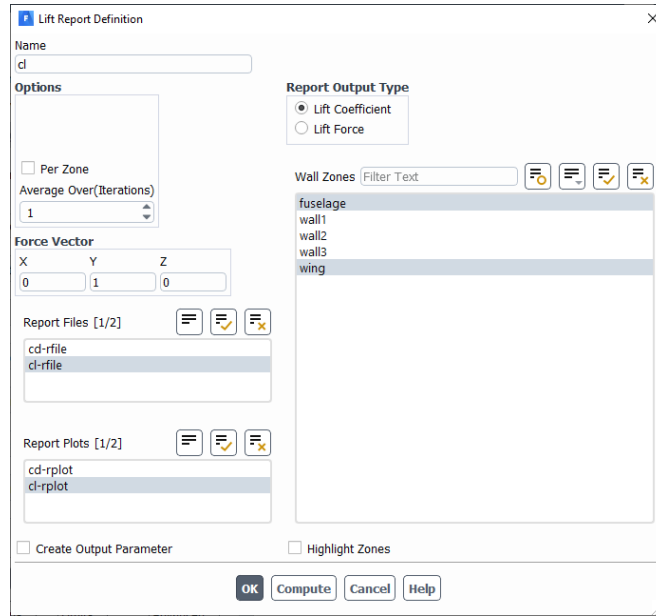 Lift Report Definition
Name
cl
Options
Per Zone
Average Over(Iterations)
1
Force Vector
X Y Z
0 1 0
Report Files [1/2]
cd-rfile
cl-rfile
Report Plots [1/2]
cd-rplot
cl-rplot
Create Output Parameter
Report Output Type
Lift Coefficient
Lift Force
Wall Zones Filter Text
fuselage
wall1
wall2
wall3
wing
Highlight Zones
OK Compute Cancel Help